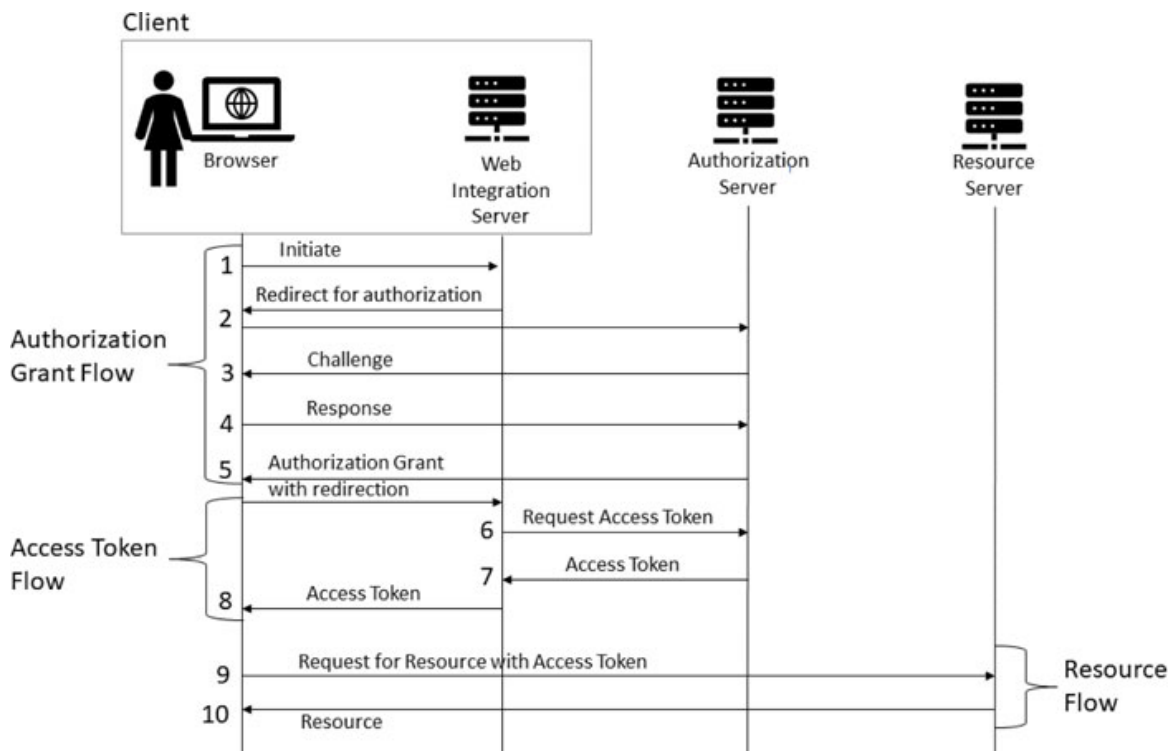 Client
Browser
Web
Integration
Server
Authorization
Server
Resource
Server
1
Initiate
Redirect for authorization
2
Authorization
Grant Flow
3
Challenge
4
Response
5
Authorization Grant
with redirection
6
Request Access Token
Access Token
Flow
7
Access Token
8
Access Token
9
Request for Resource with Access Token
Resource
Flow
10
Resource